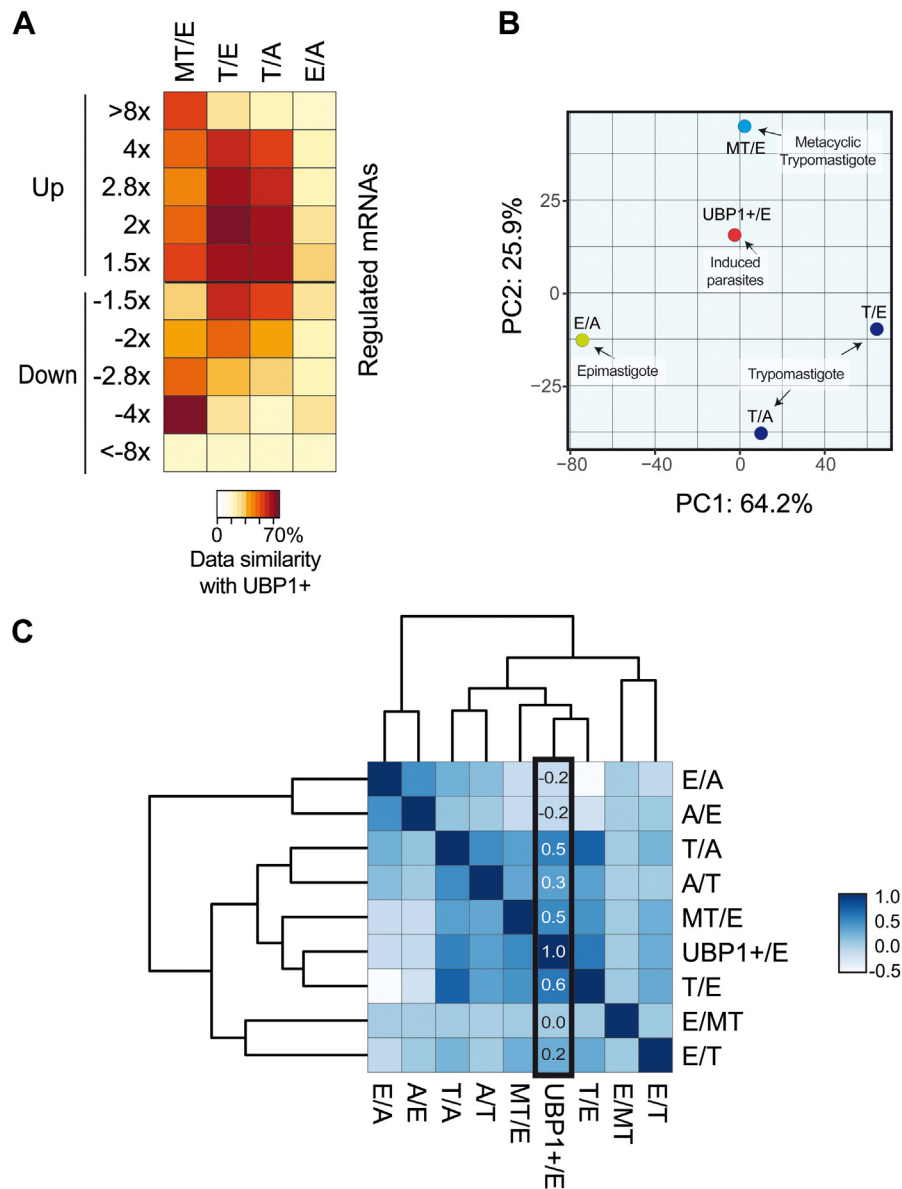 A
MT/E
T/E
T/A
E/A
Up
>8x
4x
2.8x
2x
1.5x
Down
-1.5x
-2x
-2.8x
-4x
<-8x
Regulated mRNAs
0
70%
Data similarity
with UBP1+
B
PC2: 25.9%
25
0
−25
MT/E
Metacyclic
Trypomastigote
UBP1+/E
Induced
parasites
E/A
Epimastigote
T/E
Trypomastigote
T/A
−80
−40
0
40
PC1: 64.2%
C
-0.2
E/A
-0.2
A/E
0.5
T/A
0.3
A/T
0.5
MT/E
1.0
UBP1+/E
0.6
T/E
0.0
E/MT
0.2
E/T
E/A
A/E
T/A
A/T
MT/E
UBP1+/E
T/E
E/MT
E/T
1.0
0.5
0.0
-0.5